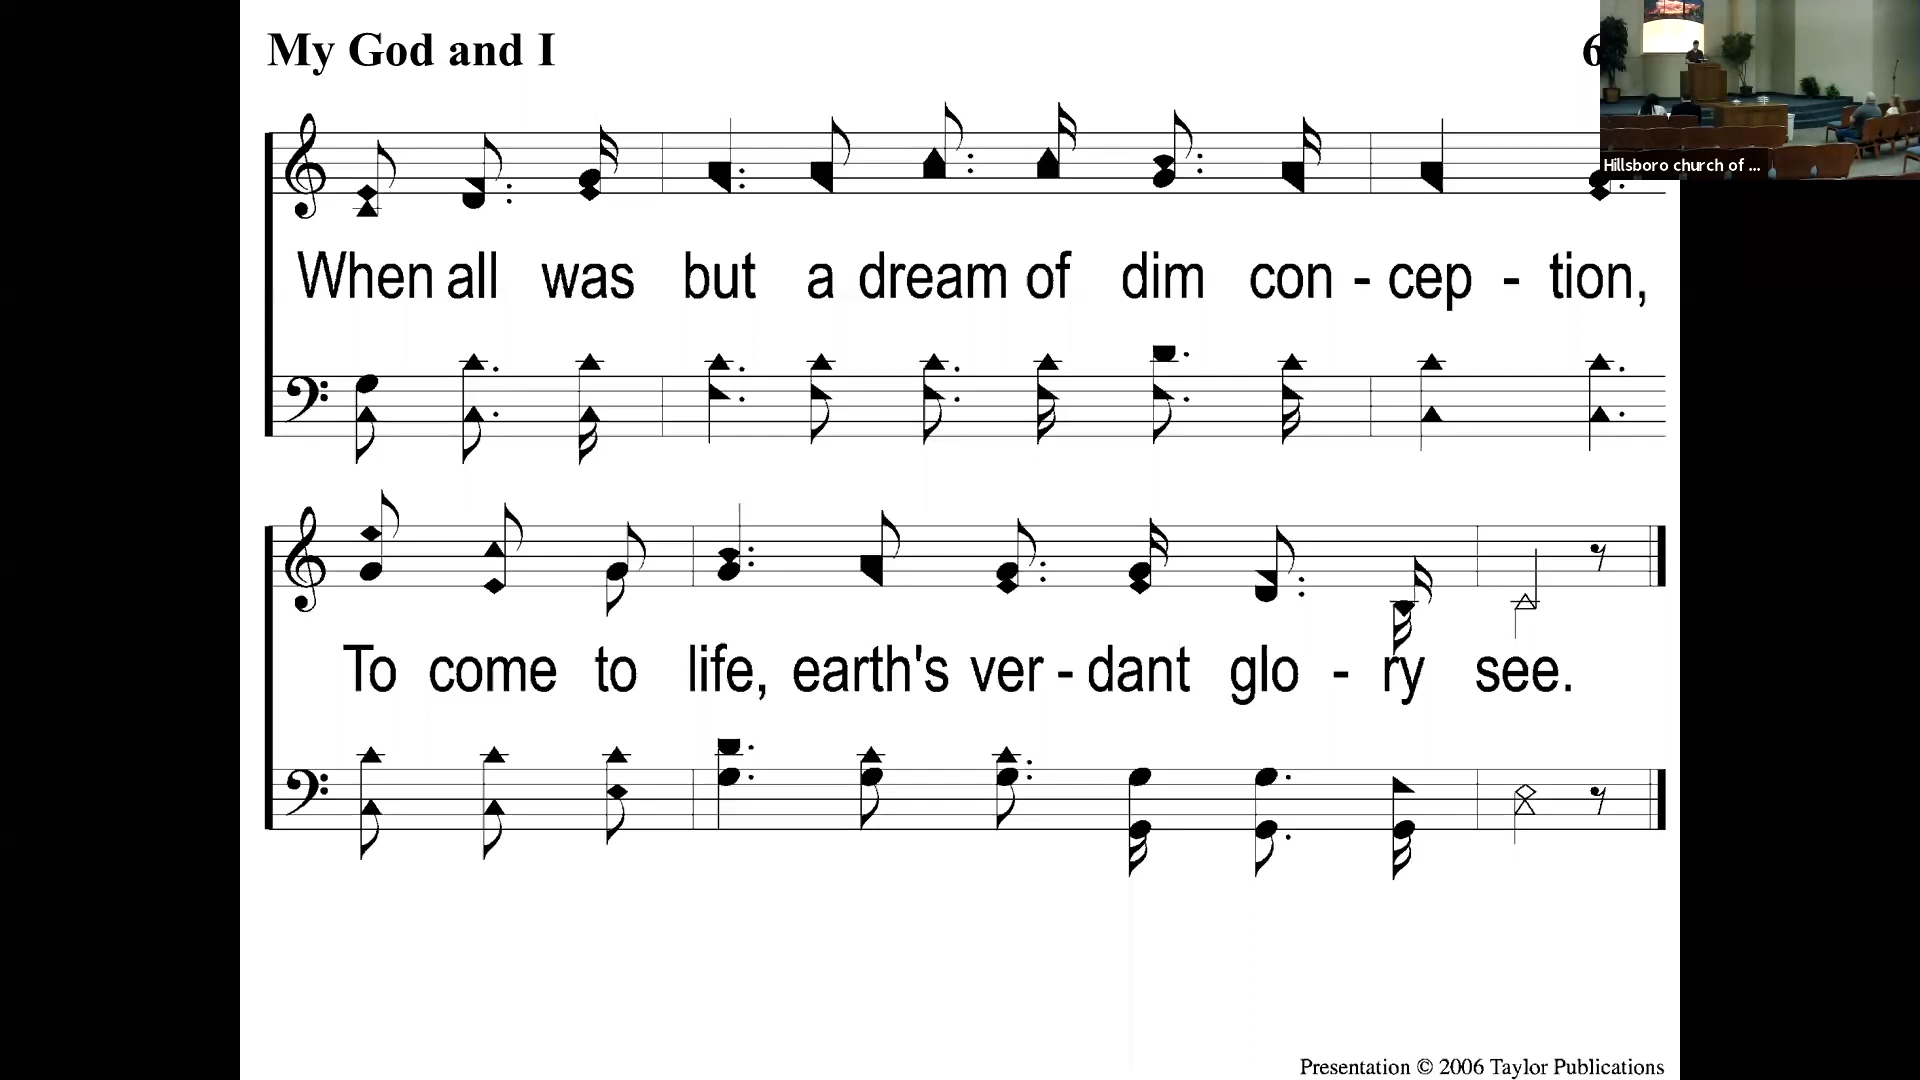 My God and I 6
Hillsboro church of ...
When all was but a dream of dim con - cep - tion,
To come to life, earth's ver - dant glo - ry see.
Presentation © 2006 Taylor Publications